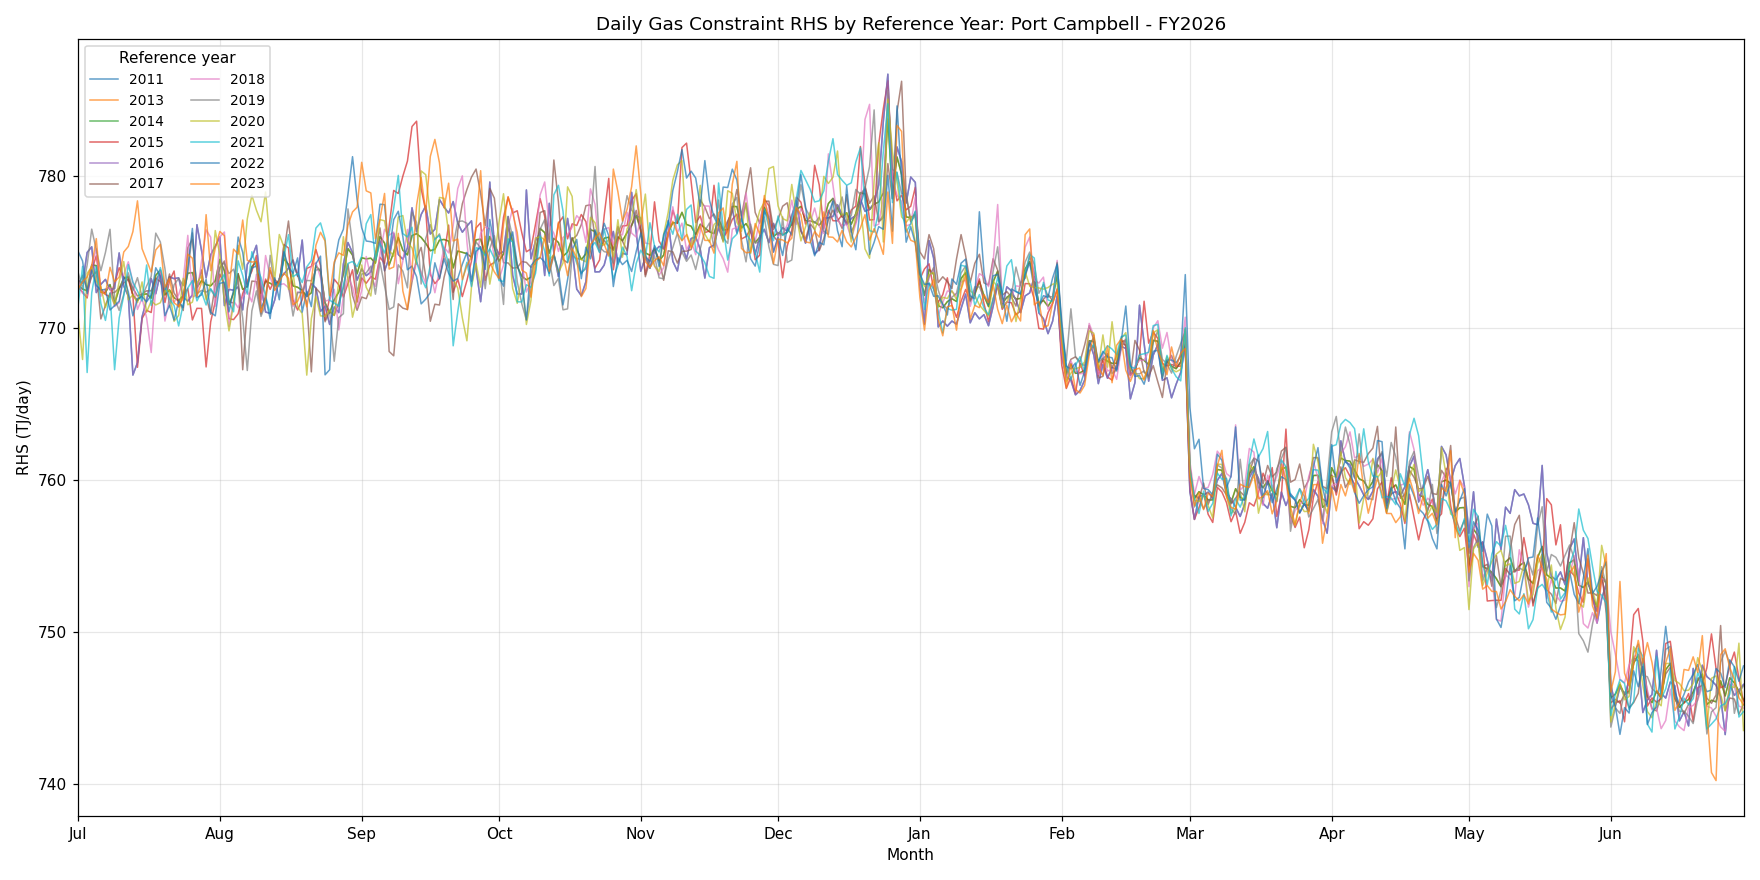 Daily Gas Constraint RHS by Reference Year: Port Campbell - FY2026
Reference year
2011 2018
2013 2019
2014 2020
2015 2021
2016 2022
2017 2023
780
770
760
750
740
RHS (TJ/day)
Jul Aug Sep Oct Nov Dec Jan Feb Mar Apr May Jun
Month